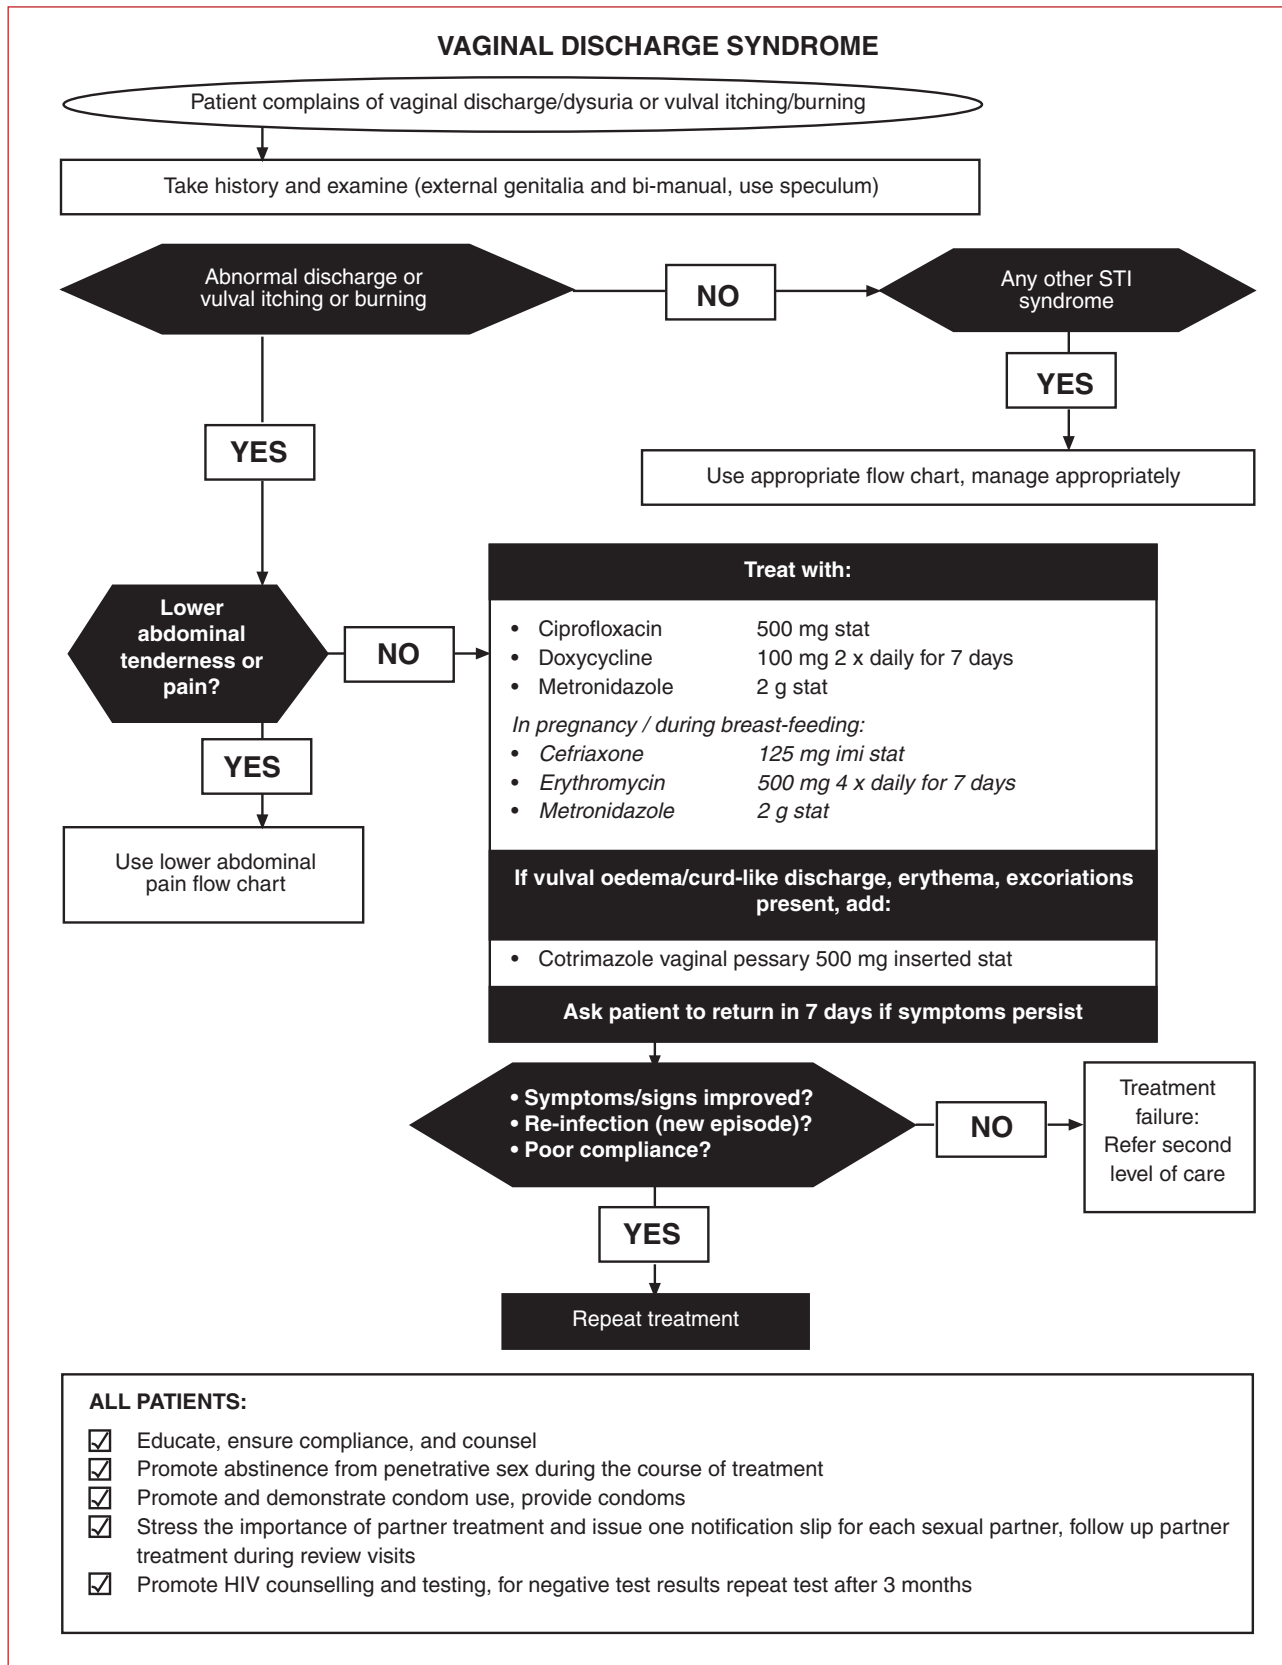 VAGINAL DISCHARGE SYNDROME
Patient complains of vaginal discharge/dysuria or vulval itching/burning
Take history and examine (external genitalia and bi-manual, use speculum)
Abnormal discharge or
vulval itching or burning
NO
Any other STI
syndrome
YES
YES
Use appropriate flow chart, manage appropriately
Lower
abdominal
tenderness or
pain?
NO
YES
Use lower abdominal
pain flow chart
Treat with:
• Ciprofloxacin 500 mg stat
• Doxycycline 100 mg 2 x daily for 7 days
• Metronidazole 2 g stat
In pregnancy / during breast-feeding:
• Cefriaxone 125 mg imi stat
• Erythromycin 500 mg 4 x daily for 7 days
• Metronidazole 2 g stat
If vulval oedema/curd-like discharge, erythema, excoriations
present, add:
• Cotrimazole vaginal pessary 500 mg inserted stat
Ask patient to return in 7 days if symptoms persist
• Symptoms/signs improved?
• Re-infection (new episode)?
• Poor compliance?
NO
Treatment
failure:
Refer second
level of care
YES
Repeat treatment
ALL PATIENTS:
Educate, ensure compliance, and counsel
Promote abstinence from penetrative sex during the course of treatment
Promote and demonstrate condom use, provide condoms
Stress the importance of partner treatment and issue one notification slip for each sexual partner, follow up partner
treatment during review visits
Promote HIV counselling and testing, for negative test results repeat test after 3 months